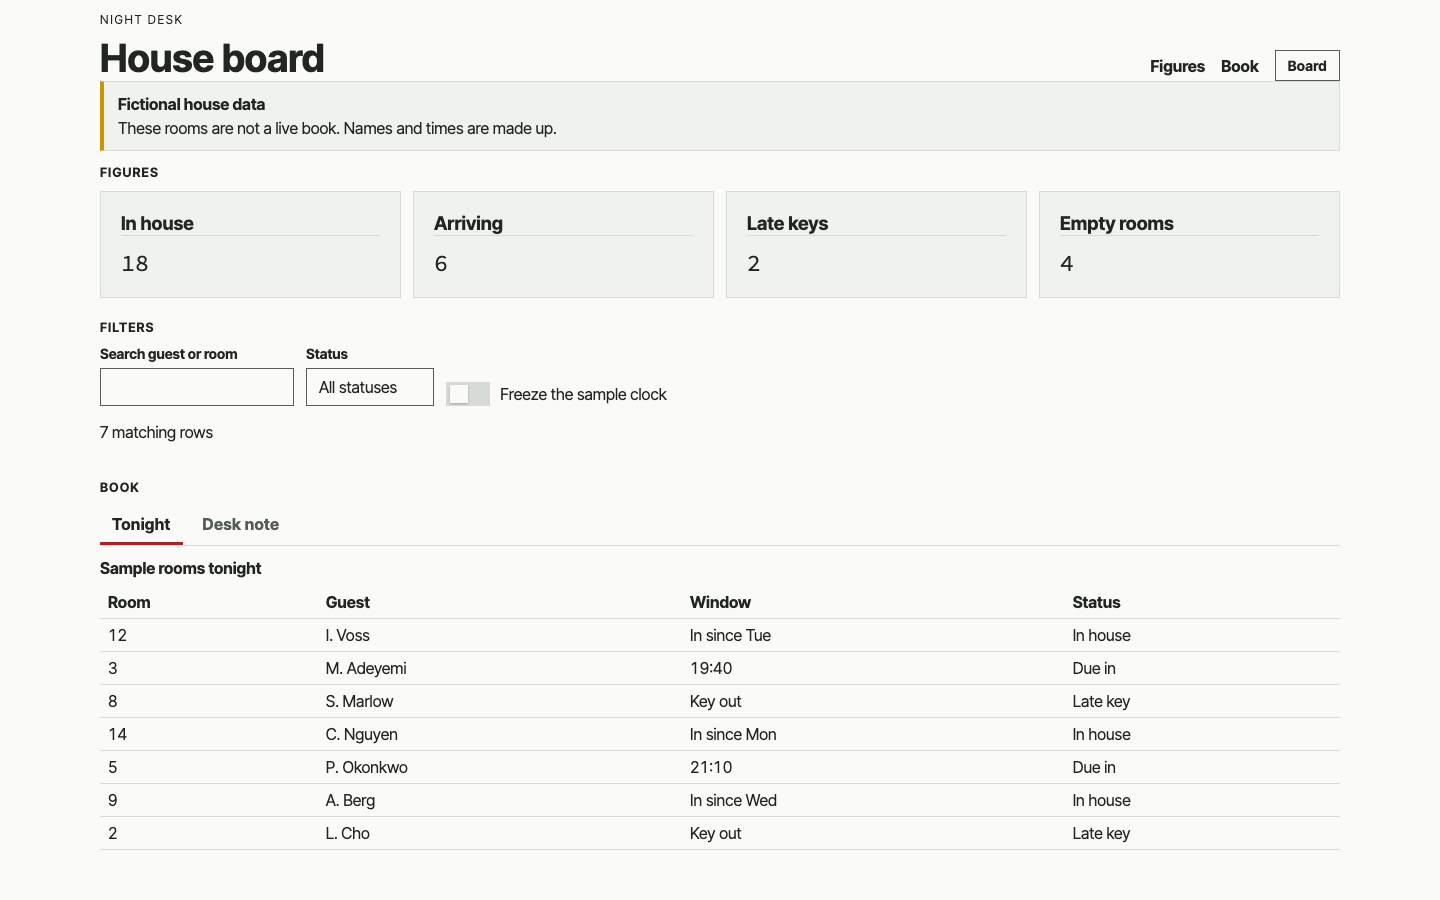 NIGHT DESK
House board
Figures Book Board
Fictional house data
These rooms are not a live book. Names and times are made up.
FIGURES
In house Arriving Late keys Empty rooms
18 6 2 4
FILTERS
Search guest or room Status
All statuses Freeze the sample clock
7 matching rows
BOOK
Tonight Desk note
Sample rooms tonight
Room Guest Window Status
12 I. Voss In since Tue In house
3 M. Adeyemi 19:40 Due in
8 S. Marlow Key out Late key
14 C. Nguyen In since Mon In house
5 P. Okonkwo 21:10 Due in
9 A. Berg In since Wed In house
2 L. Cho Key out Late key